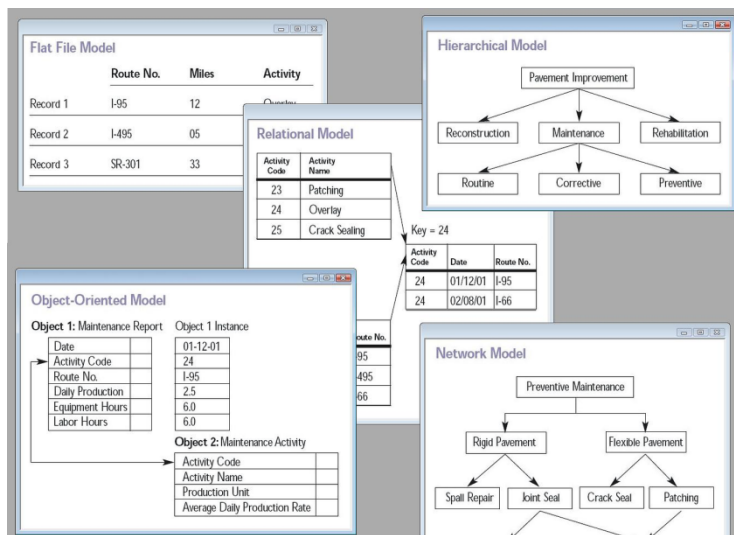 Flat File Model
Route No. Miles Activity
Record 1 I-95 12 Overlay
Record 2 I-495 05
Record 3 SR-301 33
Hierarchical Model
Pavement Improvement
Reconstruction Maintenance Rehabilitation
Routine Corrective Preventive
Relational Model
Activity Code Activity Name
23 Patching
24 Overlay
25 Crack Sealing
Key = 24
Activity Code Date Route No.
24 01/12/01 I-95
24 02/08/01 I-66
oute No.
95
495
66
Object-Oriented Model
Object 1: Maintenance Report Object 1 Instance
Date 01-12-01
Activity Code 24
Route No. I-95
Daily Production 2.5
Equipment Hours 6.0
Labor Hours 6.0
Object 2: Maintenance Activity
Activity Code
Activity Name
Production Unit
Average Daily Production Rate
Network Model
Preventive Maintenance
Rigid Pavement Flexible Pavement
Spall Repair Joint Seal Crack Seal Patching